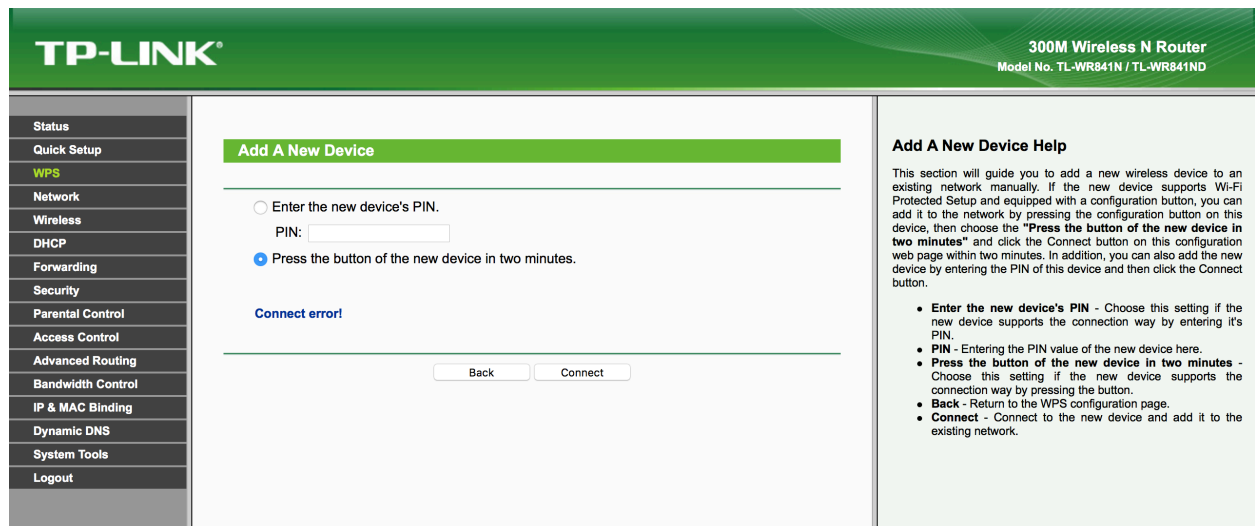 TP-LINK®
300M Wireless N Router
Model No. TL-WR841N / TL-WR841ND
Status
Quick Setup
WPS
Network
Wireless
DHCP
Forwarding
Security
Parental Control
Access Control
Advanced Routing
Bandwidth Control
IP & MAC Binding
Dynamic DNS
System Tools
Logout
Add A New Device
Enter the new device's PIN.
PIN:
Press the button of the new device in two minutes.
Connect error!
Back Connect
Add A New Device Help
This section will guide you to add a new wireless device to an
existing network manually. If the new device supports Wi-Fi
Protected Setup and equipped with a configuration button, you can
add it to the network by pressing the configuration button on this
device, then choose the "Press the button of the new device in
two minutes" and click the Connect button on this configuration
web page within two minutes. In addition, you can also add the new
device by entering the PIN of this device and then click the Connect
button.
• Enter the new device's PIN - Choose this setting if the
new device supports the connection way by entering it's
PIN.
• PIN - Entering the PIN value of the new device here.
• Press the button of the new device in two minutes -
Choose this setting if the new device supports the
connection way by pressing the button.
• Back - Return to the WPS configuration page.
• Connect - Connect to the new device and add it to the
existing network.